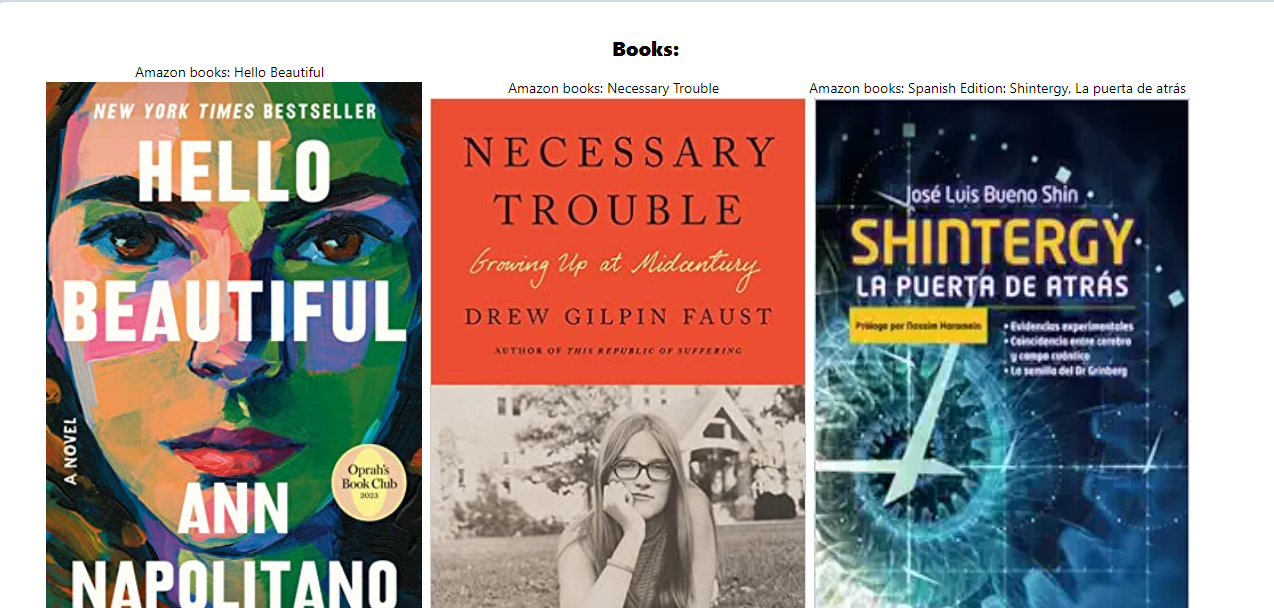 Books:
Amazon books: Hello Beautiful
NEW YORK TIMES BESTSELLER
HELLO
BEAUTIFUL
A NOVEL
Oprah's
Book Club
2023
ANN
NAPOLITANO
Amazon books: Necessary Trouble
NECESSARY
TROUBLE
Growing Up at Midcentury
DREW GILPIN FAUST
AUTHOR OF THIS REPUBLIC OF SUFFERING
Amazon books: Spanish Edition: Shintergy, La puerta de atrás
José Luis Bueno Shin
SHINTERGY
LA PUERTA DE ATRÁS
Prólogo por Nassim Haramein
• Evidencias experimentales
• Coincidencia entre cerebro
y campo cuántico
• La semilla del Dr Grinberg